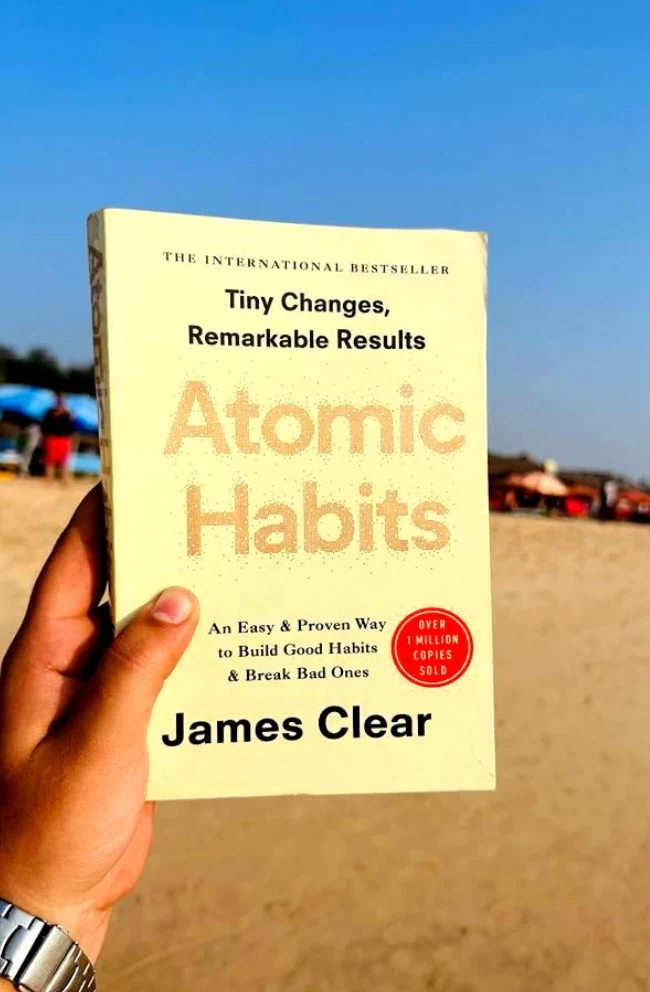 THE INTERNATIONAL BESTSELLER
Tiny Changes,
Remarkable Results
Atomic
Habits
An Easy & Proven Way
to Build Good Habits
& Break Bad Ones
OVER
1 MILLION
COPIES
SOLD
James Clear